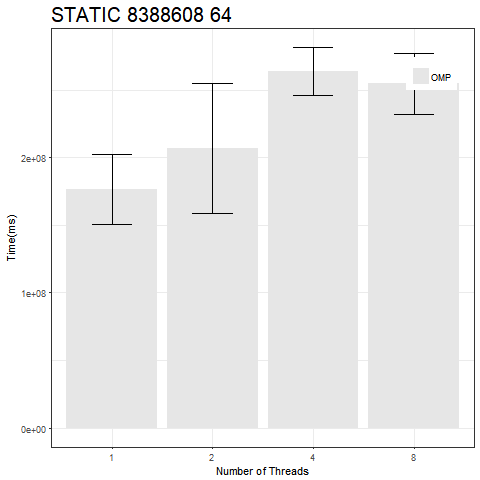 STATIC 8388608 64
OMP
Time(ms)
2e+08
1e+08
0e+00
1 2 4 8
Number of Threads